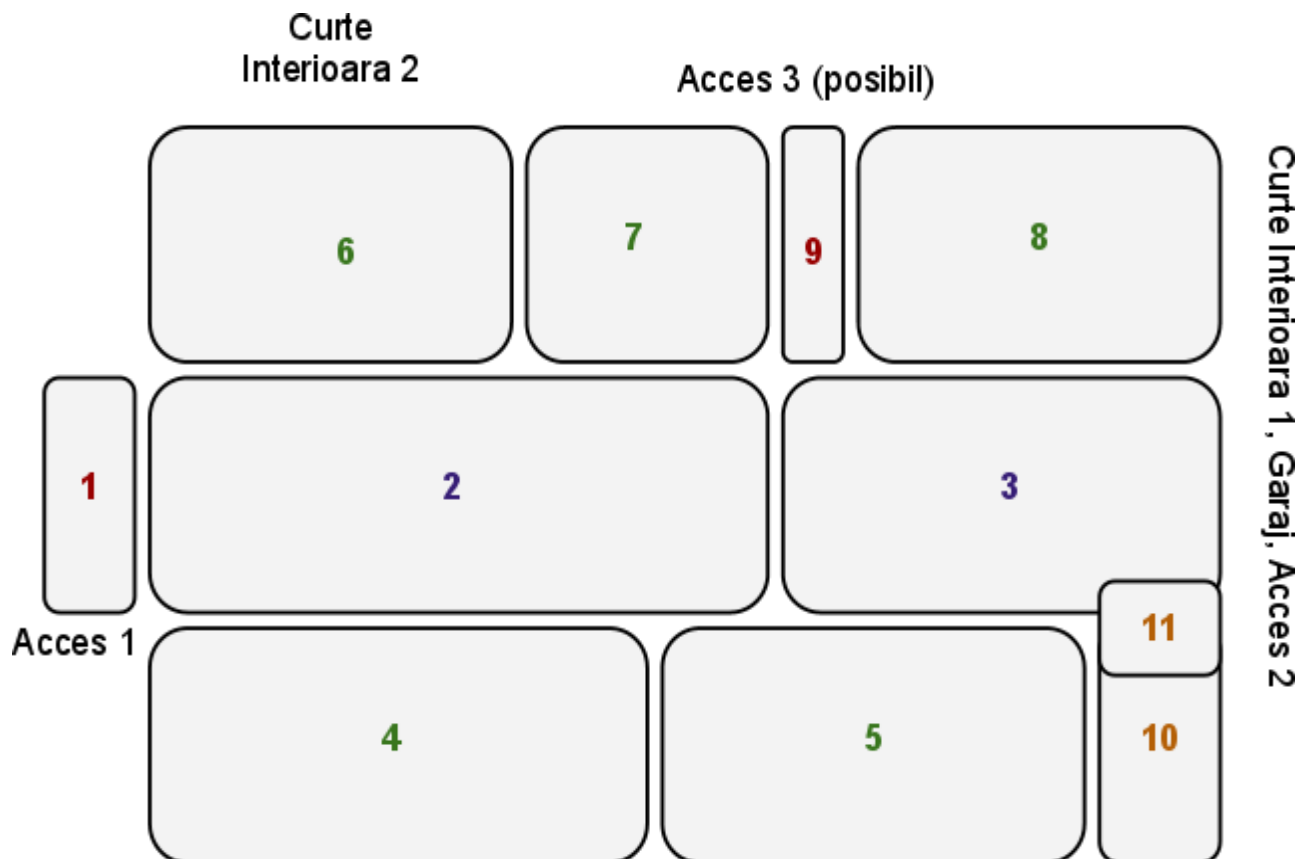 Curte
Interioara 2
Acces 3 (posibil)
6
7
9
8
Curte Interioara 1, Garaj, Acces 2
1
2
3
11
Acces 1
4
5
10